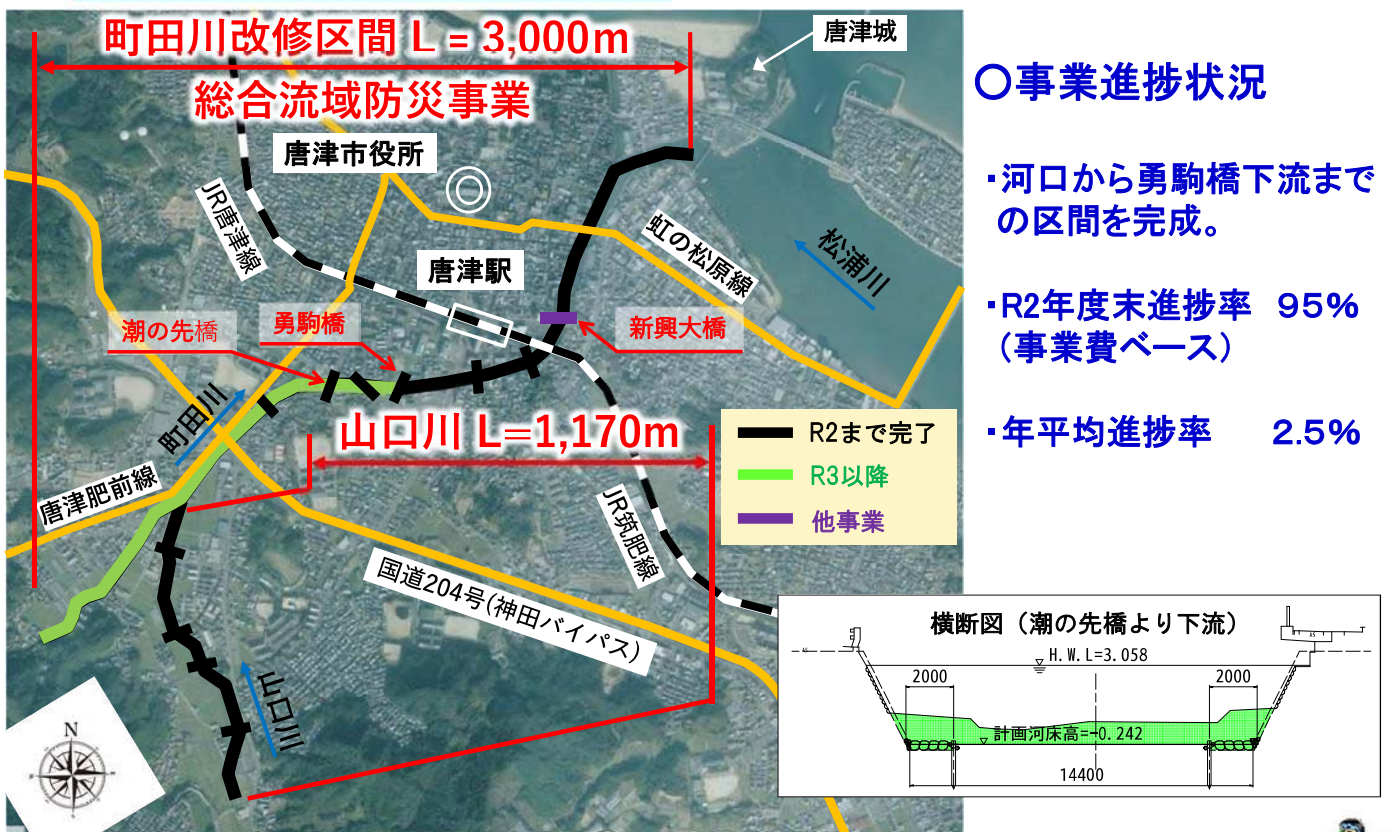 町田川改修区間 L = 3,000m
総合流域防災事業
唐津城
唐津市役所
JR唐津線
唐津駅
虹の松原線
松浦川
潮の先橋
勇駒橋
新興大橋
町田川
山口川 L=1,170m
唐津肥前線
R2まで完了
R3以降
他事業
JR筑肥線
国道204号(神田バイパス)
山口川
N
○事業進捗状況
・河口から勇駒橋下流まで
の区間を完成。
・R2年度末進捗率 95%
(事業費ベース)
・年平均進捗率 2.5%
横断図(潮の先橋より下流)
H.W.L=3.058
2000
2000
計画河床高=-0.242
14400